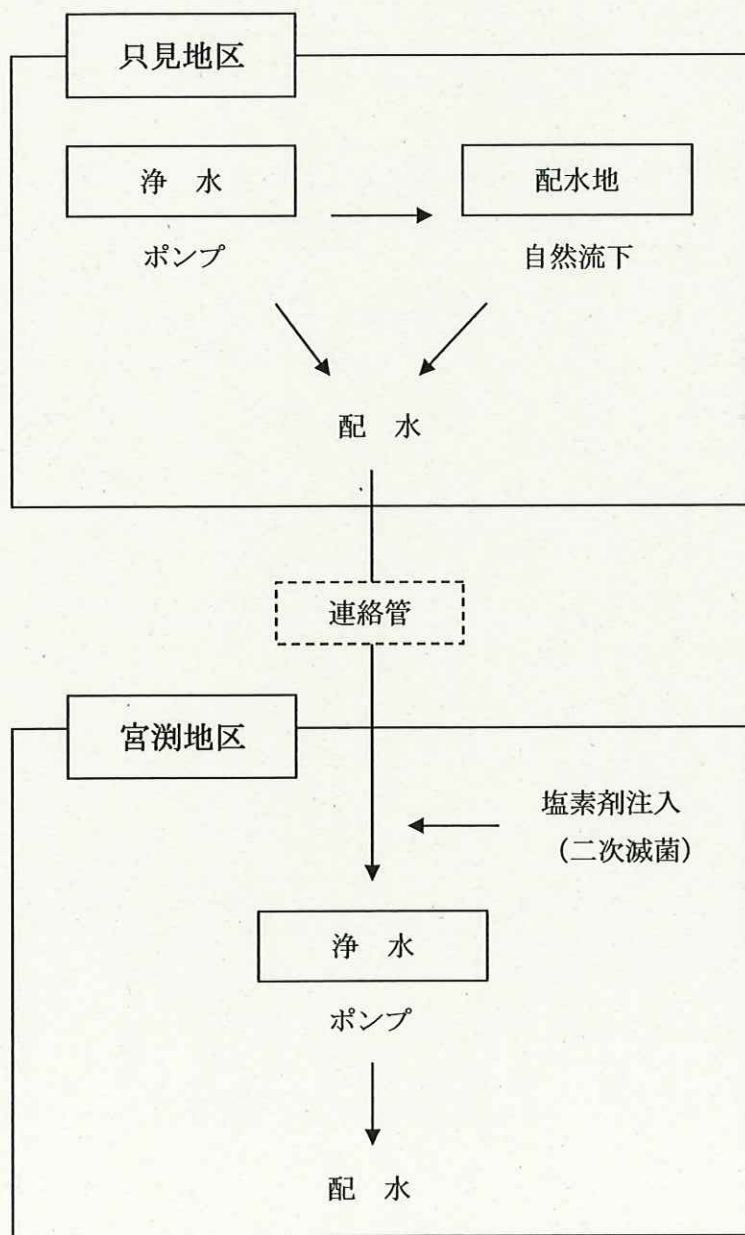 只見地区
浄　水
配水地
ポンプ
自然流下
配　水
連絡管
宮渕地区
塩素剤注入
（二次滅菌）
浄　水
ポンプ
配　水